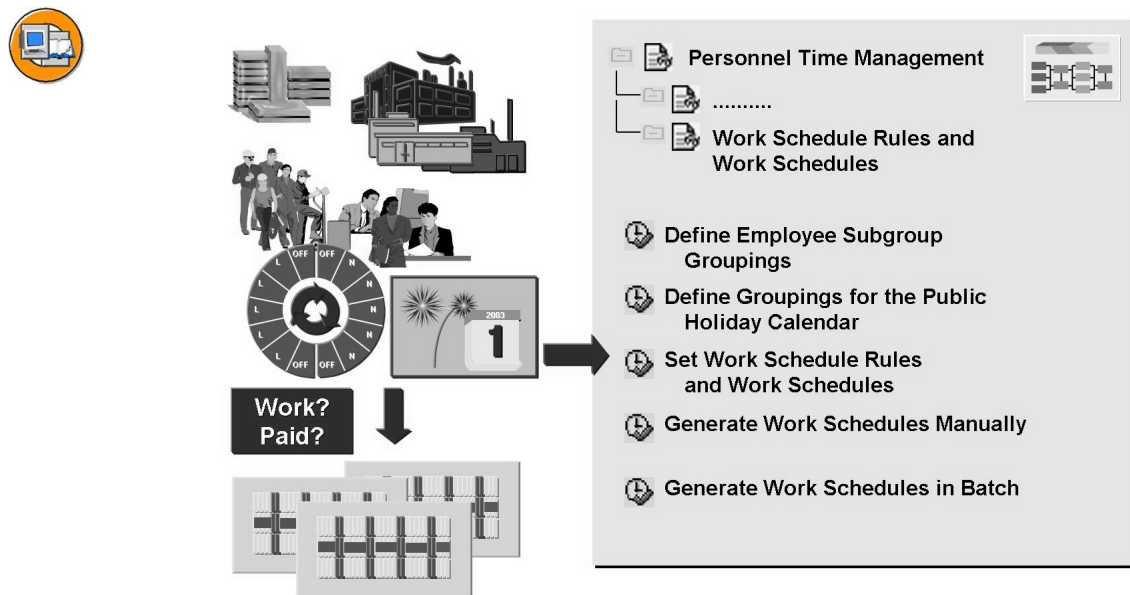 Personnel Time Management
..........
Work Schedule Rules and
Work Schedules
Define Employee Subgroup
Groupings
Define Groupings for the Public
Holiday Calendar
Set Work Schedule Rules
and Work Schedules
Generate Work Schedules Manually
Generate Work Schedules in Batch
OFF OFF
L N
L N
L N
L N
L N
OFF OFF
2003
1
Work?
Paid?